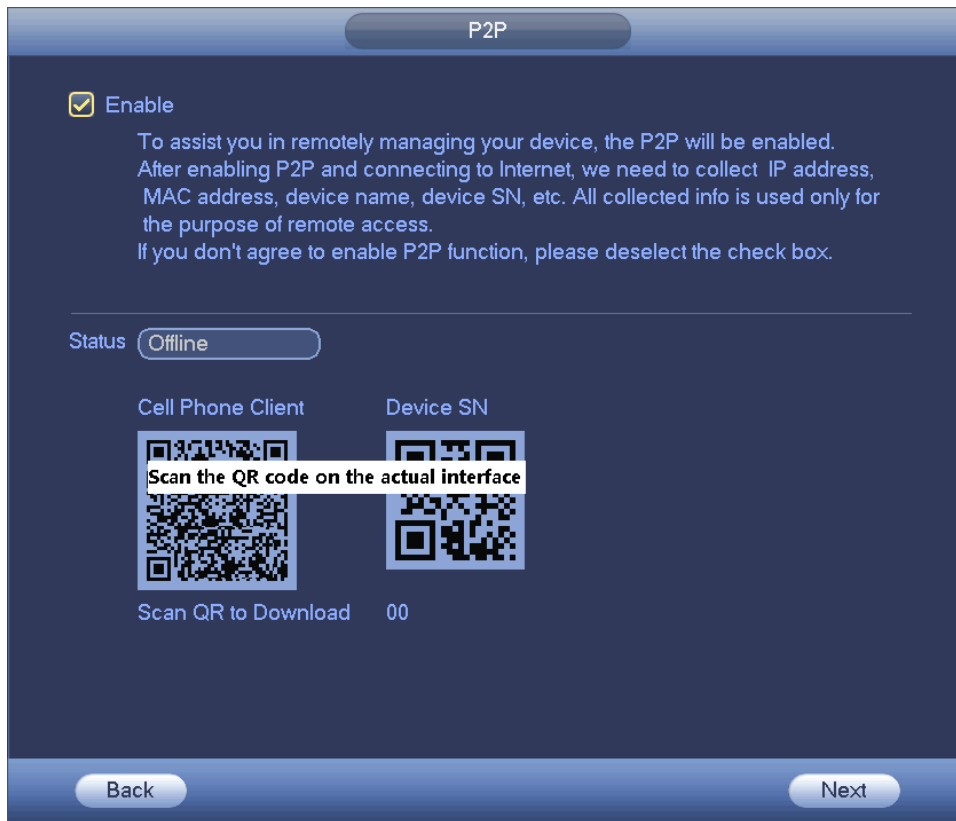 P2P
Enable
To assist you in remotely managing your device, the P2P will be enabled.
After enabling P2P and connecting to Internet, we need to collect IP address,
MAC address, device name, device SN, etc. All collected info is used only for
the purpose of remote access.
If you don't agree to enable P2P function, please deselect the check box.
Status Offline
Cell Phone Client Device SN
Scan the QR code on the actual interface
Scan QR to Download 00
Back Next